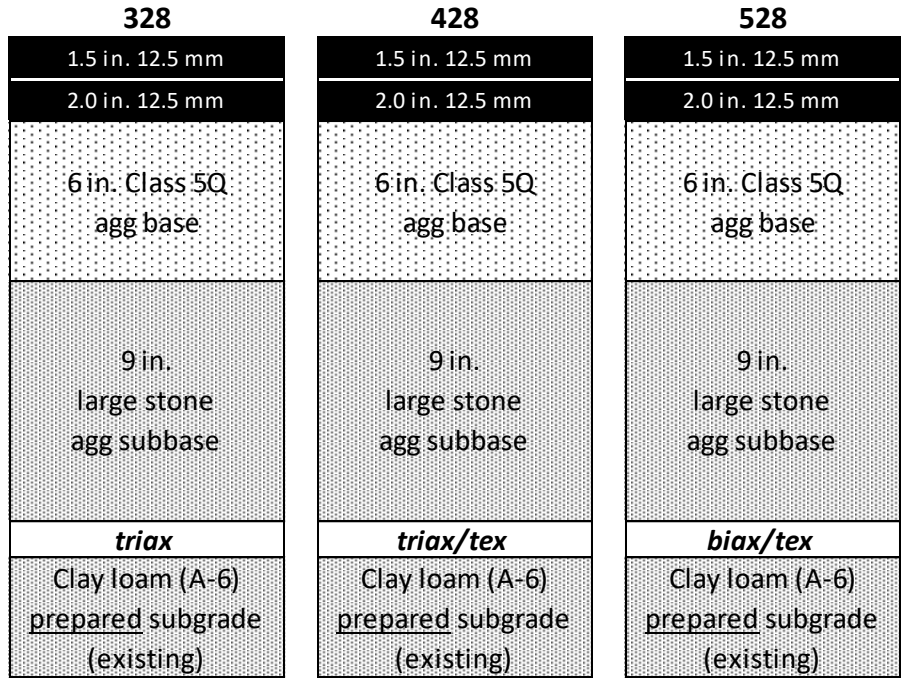 328
1.5 in. 12.5 mm
2.0 in. 12.5 mm
6 in. Class 5Q
agg base
9 in.
large stone
agg subbase
triax
Clay loam (A-6)
prepared subgrade
(existing)
428
1.5 in. 12.5 mm
2.0 in. 12.5 mm
6 in. Class 5Q
agg base
9 in.
large stone
agg subbase
triax/tex
Clay loam (A-6)
prepared subgrade
(existing)
528
1.5 in. 12.5 mm
2.0 in. 12.5 mm
6 in. Class 5Q
agg base
9 in.
large stone
agg subbase
biax/tex
Clay loam (A-6)
prepared subgrade
(existing)